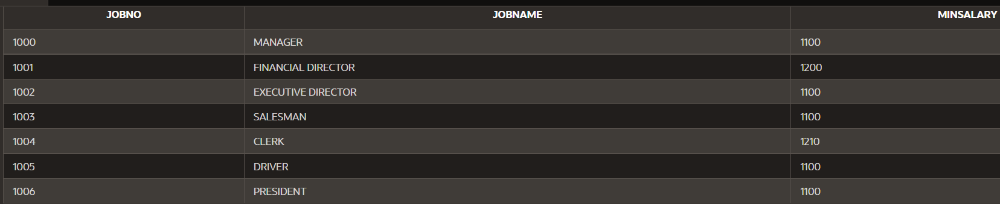 JOBNO JOBNAME MINSALARY
1000 MANAGER 1100
1001 FINANCIAL DIRECTOR 1200
1002 EXECUTIVE DIRECTOR 1100
1003 SALESMAN 1100
1004 CLERK 1210
1005 DRIVER 1100
1006 PRESIDENT 1100